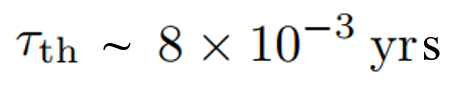 τ_th ∼ 8 × 10⁻³ yrs